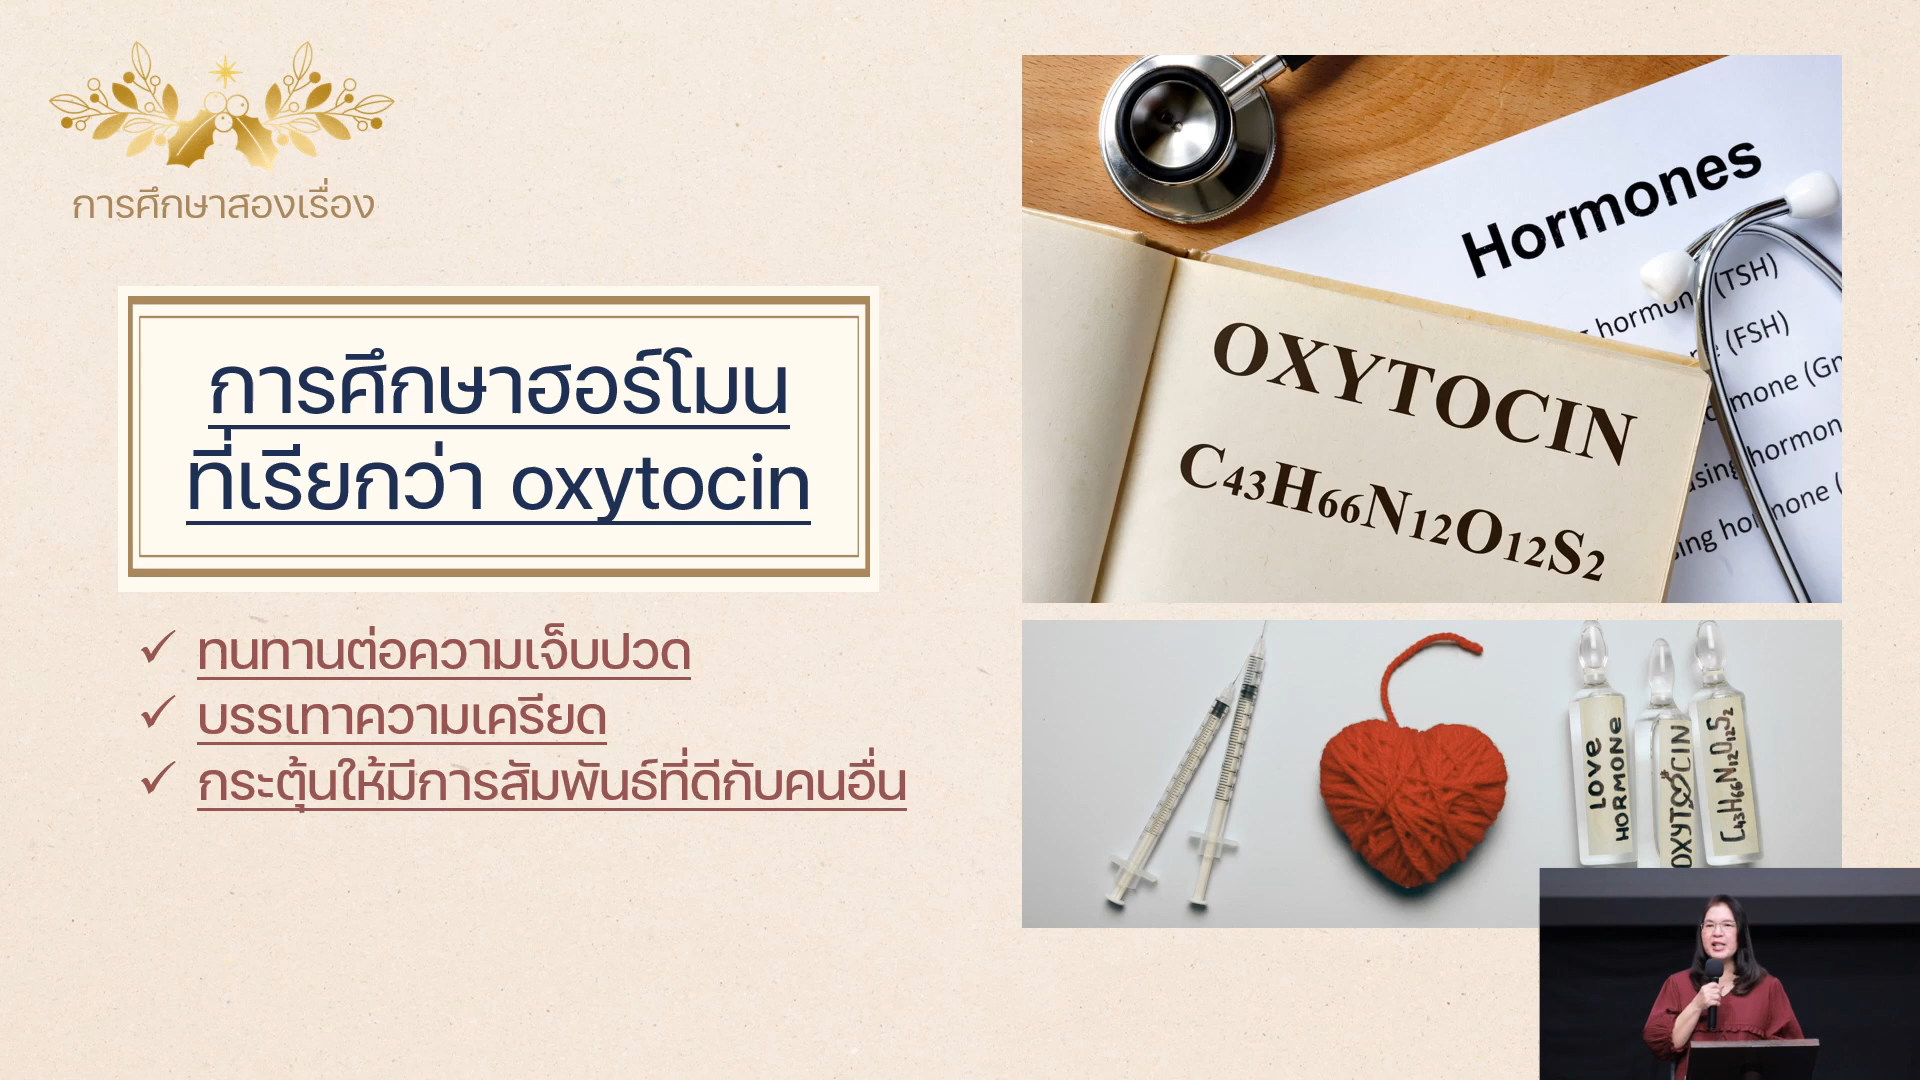 การศึกษาสองเรื่อง
การศึกษาฮอร์โมน
ที่เรียกว่า oxytocin
✓ ทนทานต่อความเจ็บปวด
✓ บรรเทาความเครียด
✓ กระตุ้นให้มีการสัมพันธ์ที่ดีกับคนอื่น
Hormones
hormon (TSH)
(FSH)
mone (Gn
hormon
hormone (
OXYTOCIN
C₄₃H₆₆N₁₂O₁₂S₂
LOVE
HORMONE
OXYTOCIN
C₄₃H₆₆N₁₂O₁₂S₂